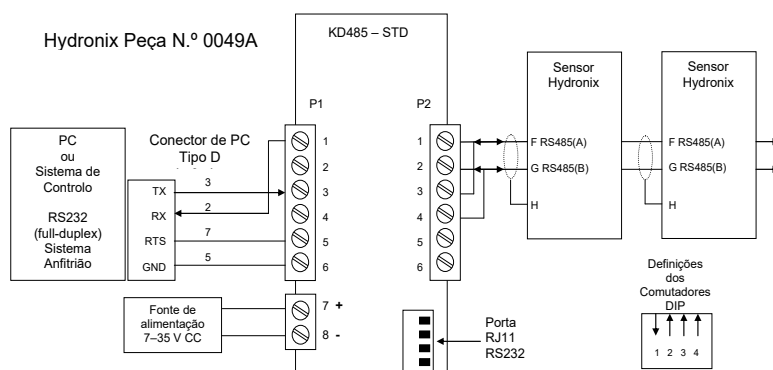 Hydronix Peça N.º 0049A
KD485 – STD
P1
P2
1
2
3
4
5
6
7 +
8 -
1
2
3
4
5
6
PC
ou
Sistema de
Controlo
RS232
(full-duplex)
Sistema
Anfitrião
Conector de PC
Tipo D
TX
RX
RTS
GND
3
2
7
5
Fonte de
alimentação
7–35 V CC
Porta
RJ11
RS232
Sensor
Hydronix
F RS485(A)
G RS485(B)
H
Sensor
Hydronix
F RS485(A)
G RS485(B)
H
Definições
dos
Comutadores
DIP
1 2 3 4